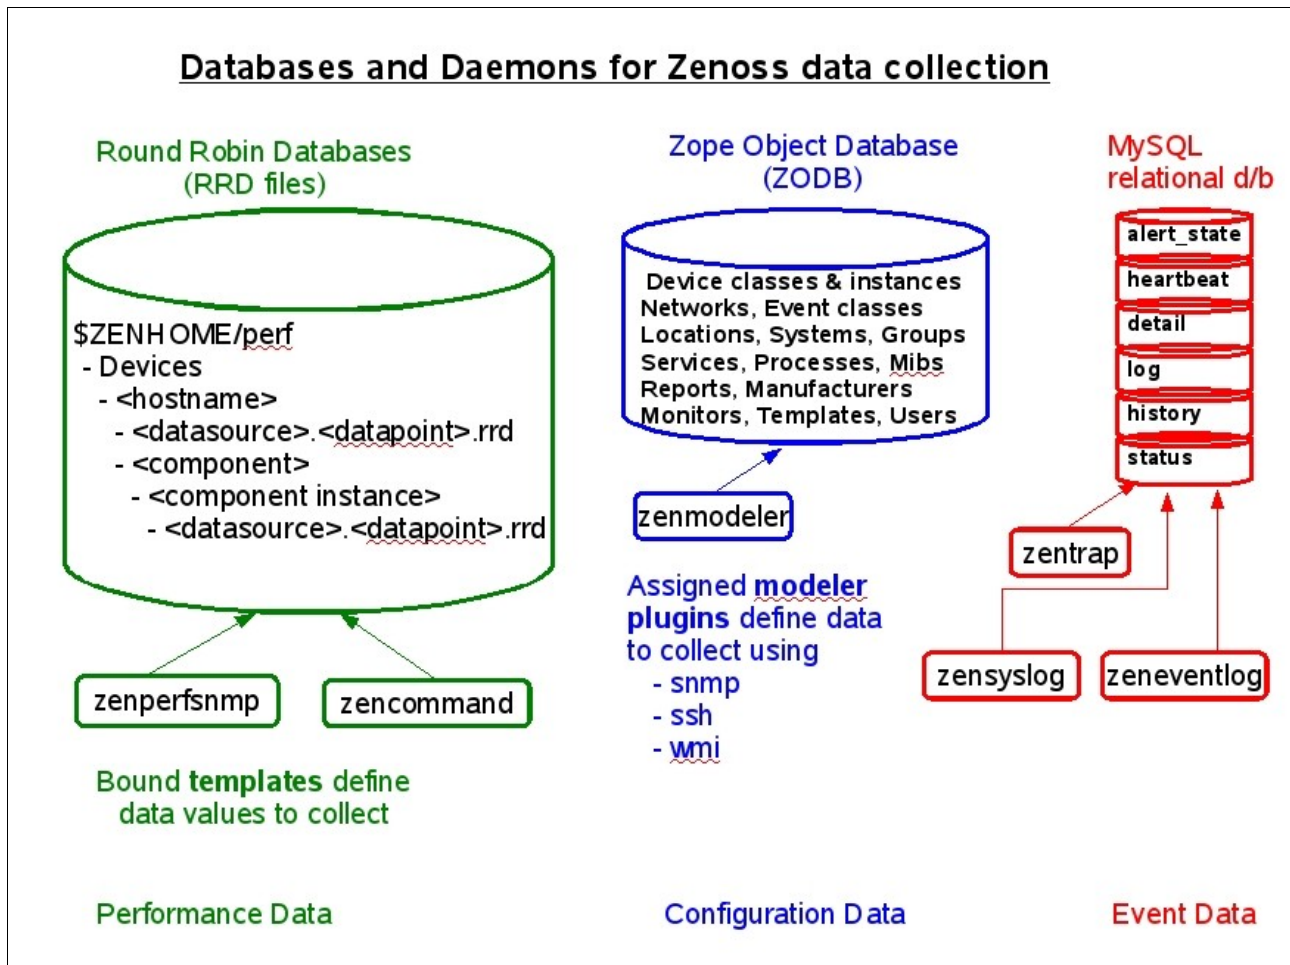 Databases and Daemons for Zenoss data collection
Round Robin Databases
(RRD files)
$ZENHOME/perf
- Devices
- <hostname>
- <datasource>.<datapoint>.rrd
- <component>
- <component instance>
- <datasource>.<datapoint>.rrd
zenperfsnmp
zencommand
Bound templates define
data values to collect
Performance Data
Zope Object Database
(ZODB)
Device classes & instances
Networks, Event classes
Locations, Systems, Groups
Services, Processes, Mibs
Reports, Manufacturers
Monitors, Templates, Users
zenmodeler
Assigned modeler
plugins define data
to collect using
- snmp
- ssh
- wmi
Configuration Data
MySQL
relational d/b
alert_state
heartbeat
detail
log
history
status
zentrap
zensyslog
zeneventlog
Event Data